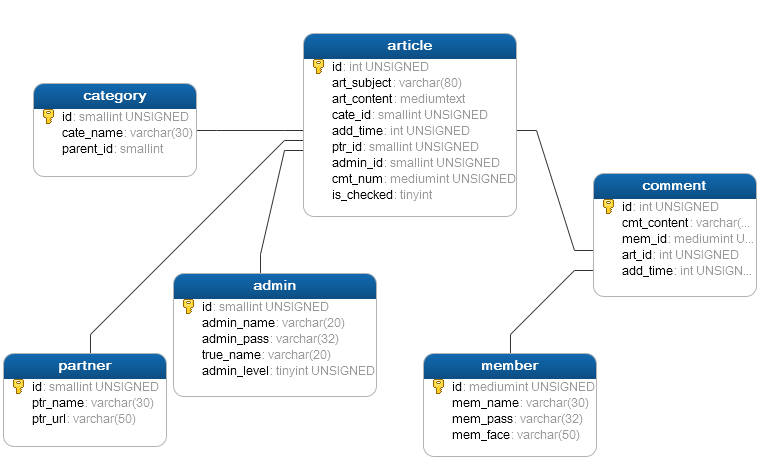 article
id: int UNSIGNED
art_subject: varchar(80)
art_content: mediumtext
cate_id: smallint UNSIGNED
add_time: int UNSIGNED
ptr_id: smallint UNSIGNED
admin_id: smallint UNSIGNED
cmt_num: mediumint UNSIGNED
is_checked: tinyint
category
id: smallint UNSIGNED
cate_name: varchar(30)
parent_id: smallint
comment
id: int UNSIGNED
cmt_content: varchar(...
mem_id: mediumint U...
art_id: int UNSIGNED
add_time: int UNSIGN...
admin
id: smallint UNSIGNED
admin_name: varchar(20)
admin_pass: varchar(32)
true_name: varchar(20)
admin_level: tinyint UNSIGNED
partner
id: smallint UNSIGNED
ptr_name: varchar(30)
ptr_url: varchar(50)
member
id: mediumint UNSIGNED
mem_name: varchar(30)
mem_pass: varchar(32)
mem_face: varchar(50)